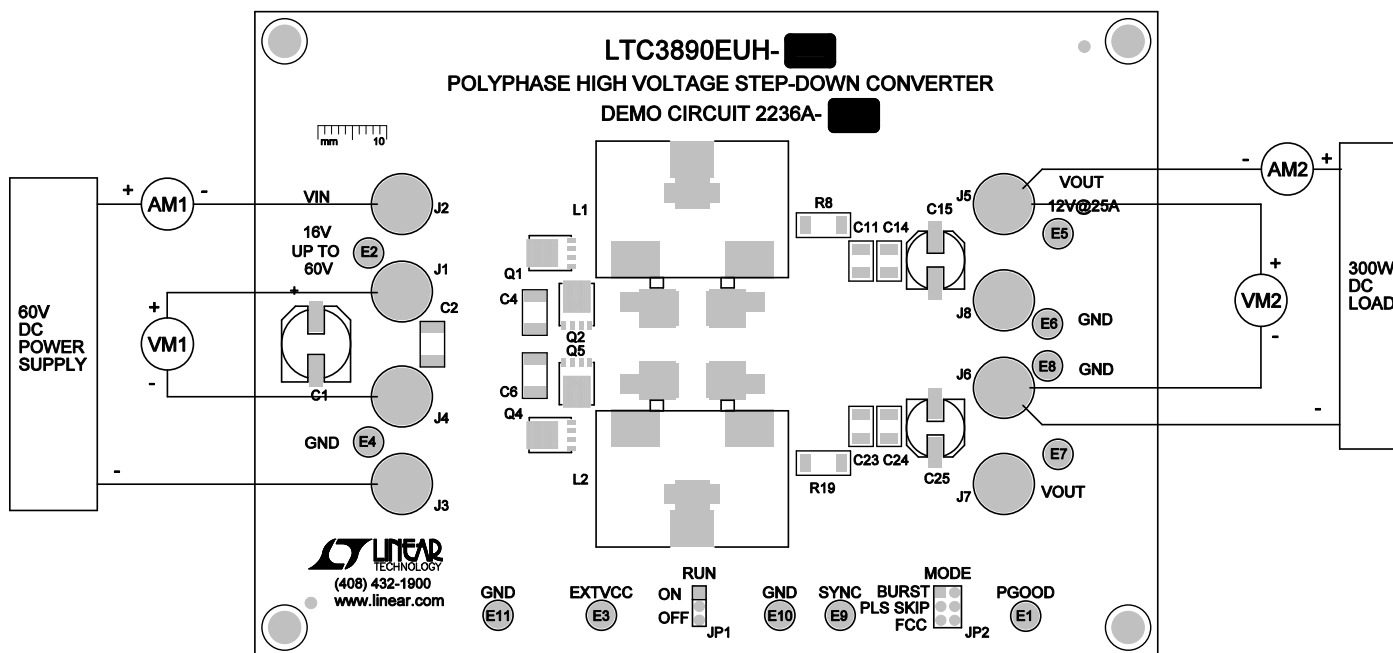 LTC3890EUH-
POLYPHASE HIGH VOLTAGE STEP-DOWN CONVERTER
DEMO CIRCUIT 2236A-
mm 10
+ AM1 -
VIN
J2
16V
UP TO
60V
E2
J1
+
C1
C2
60V
DC
POWER
SUPPLY
+
VM1
-
J4
GND
E4
-
J3
L1
Q1
C4
Q2
Q5
C6
Q4
L2
R8
C11
C14
C15
J5
VOUT
12V@25A
E5
- AM2 +
J8
E6
GND
E8
GND
J6
+
VM2
-
300W
DC
LOAD
-
C23
C24
C25
R19
E7
J7
VOUT
LINEAR
TECHNOLOGY
(408) 432-1900
www.linear.com
GND
E11
EXTVCC
E3
RUN
ON
OFF
JP1
GND
E10
SYNC
E9
MODE
BURST
PLS SKIP
FCC
JP2
PGOOD
E1